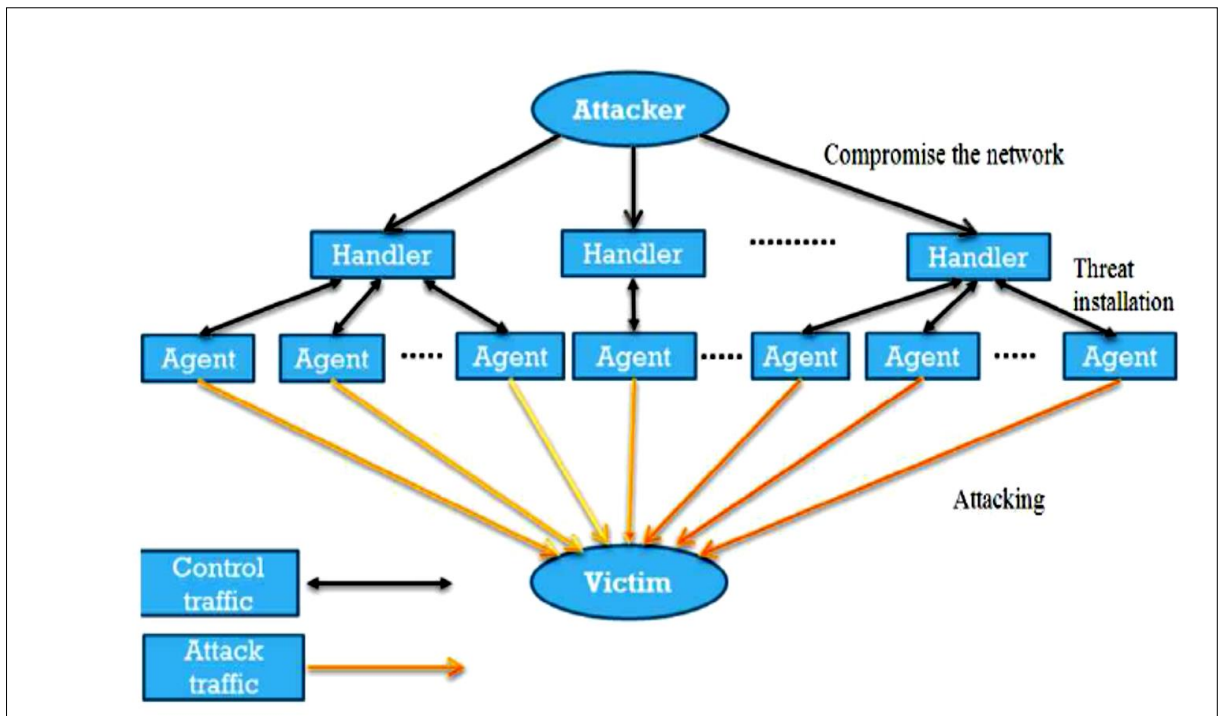 Attacker
Compromise the network
Handler
Handler
Handler
Threat
installation
Agent
Agent
Agent
Agent
Agent
Agent
Agent
Attacking
Victim
Control
traffic
Attack
traffic